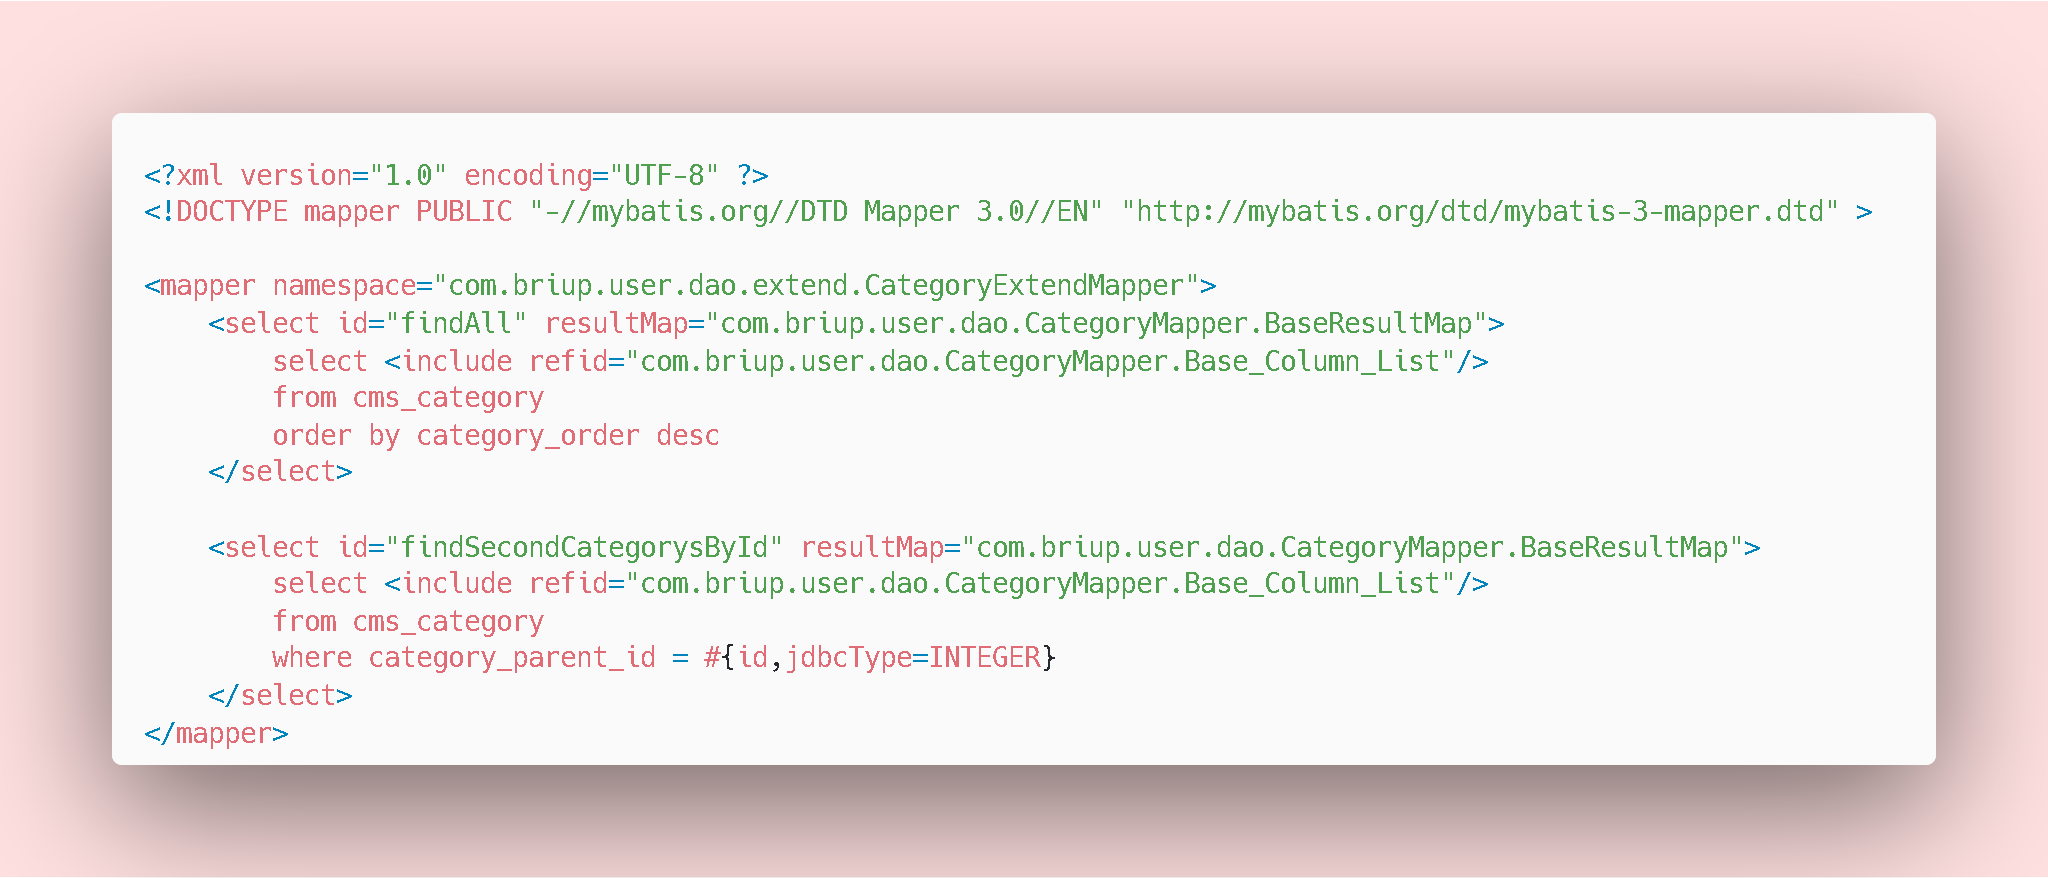 <?xml version="1.0" encoding="UTF-8" ?>
<!DOCTYPE mapper PUBLIC "-//mybatis.org//DTD Mapper 3.0//EN" "http://mybatis.org/dtd/mybatis-3-mapper.dtd" >

<mapper namespace="com.briup.user.dao.extend.CategoryExtendMapper">
    <select id="findAll" resultMap="com.briup.user.dao.CategoryMapper.BaseResultMap">
        select <include refid="com.briup.user.dao.CategoryMapper.Base_Column_List"/>
        from cms_category
        order by category_order desc
    </select>

    <select id="findSecondCategorysById" resultMap="com.briup.user.dao.CategoryMapper.BaseResultMap">
        select <include refid="com.briup.user.dao.CategoryMapper.Base_Column_List"/>
        from cms_category
        where category_parent_id = #{id,jdbcType=INTEGER}
    </select>
</mapper>